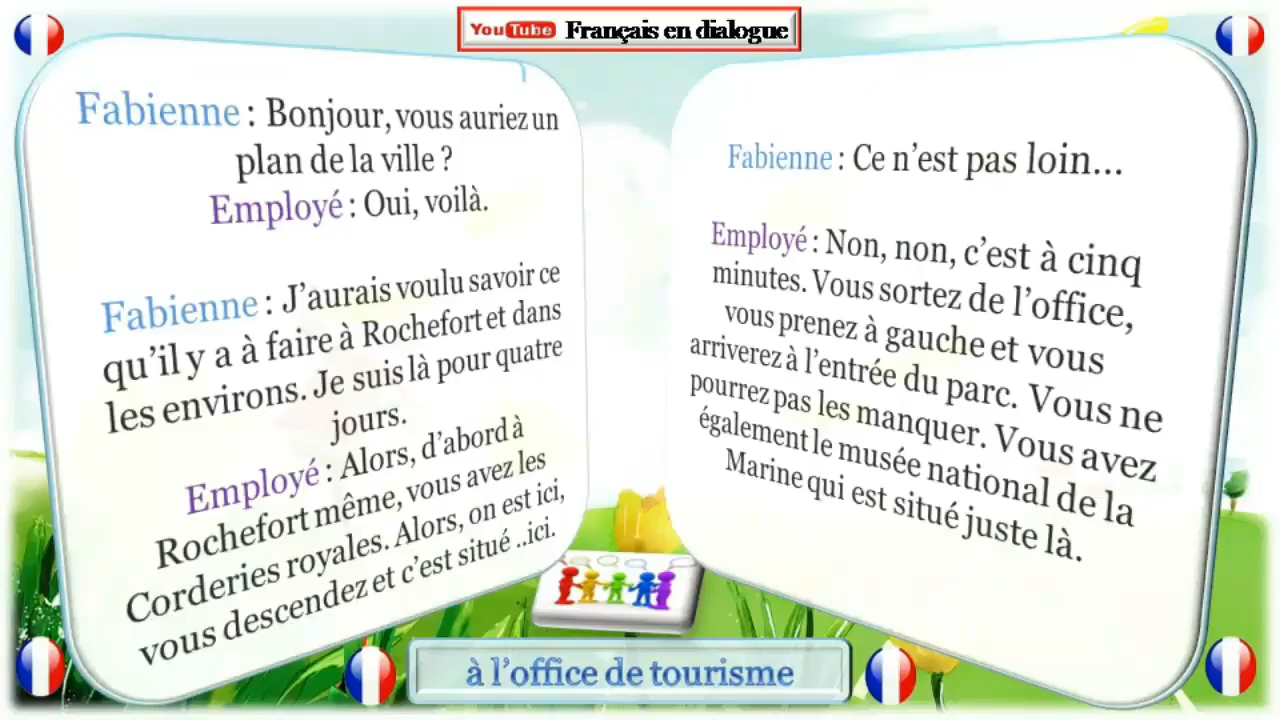 YouTube Français en dialogue
Fabienne : Bonjour, vous auriez un
plan de la ville ?
Employé : Oui, voilà.
Fabienne : J'aurais voulu savoir ce
qu'il y a à faire à Rochefort et dans
les environs. Je suis là pour quatre
jours.
Employé : Alors, d'abord à
Rochefort même, vous avez les
Corderies royales. Alors, on est ici,
vous descendez et c'est situé ..ici.
Fabienne : Ce n'est pas loin...
Employé : Non, non, c'est à cinq
minutes. Vous sortez de l'office,
vous prenez à gauche et vous
arriverez à l'entrée du parc. Vous ne
pourrez pas les manquer. Vous avez
également le musée national de la
Marine qui est situé juste là.
à l'office de tourisme